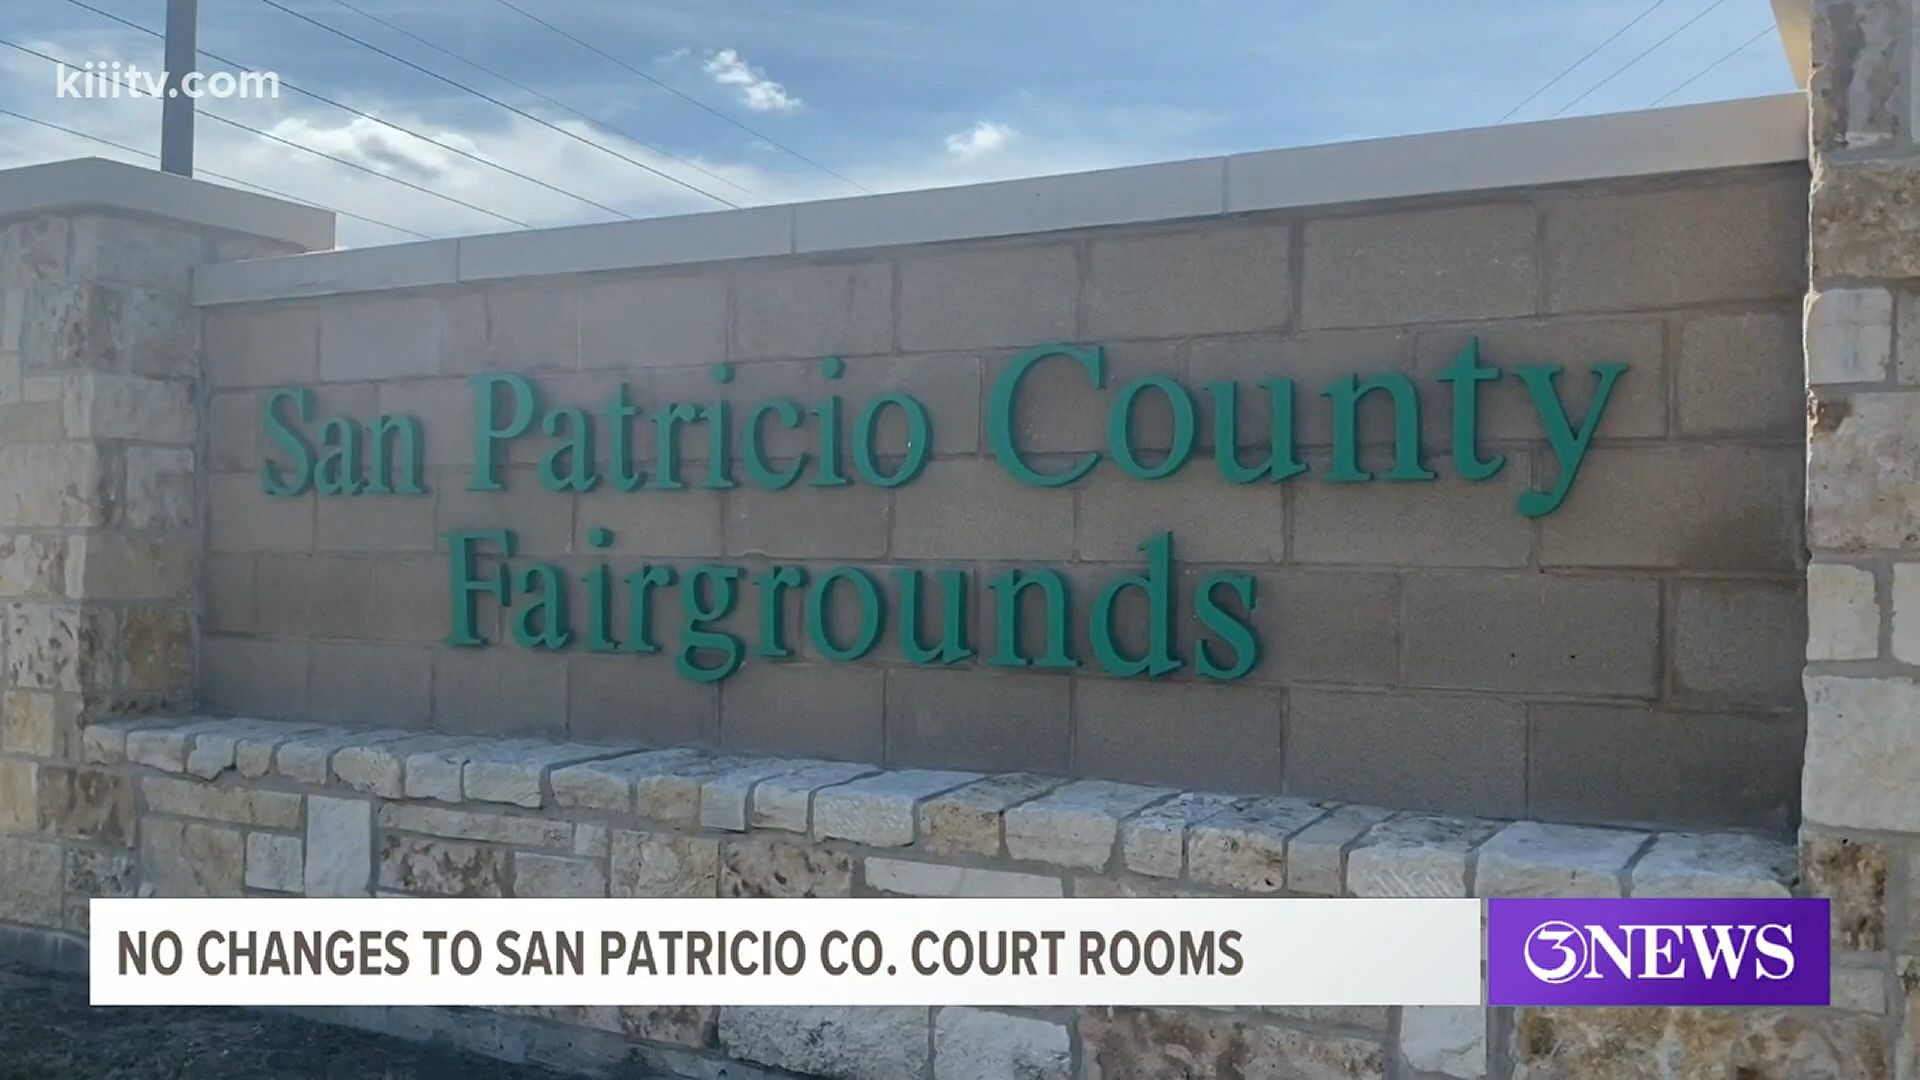 kiiitv.com
San Patricio County
Fairgrounds
NO CHANGES TO SAN PATRICIO CO. COURT ROOMS
3NEWS